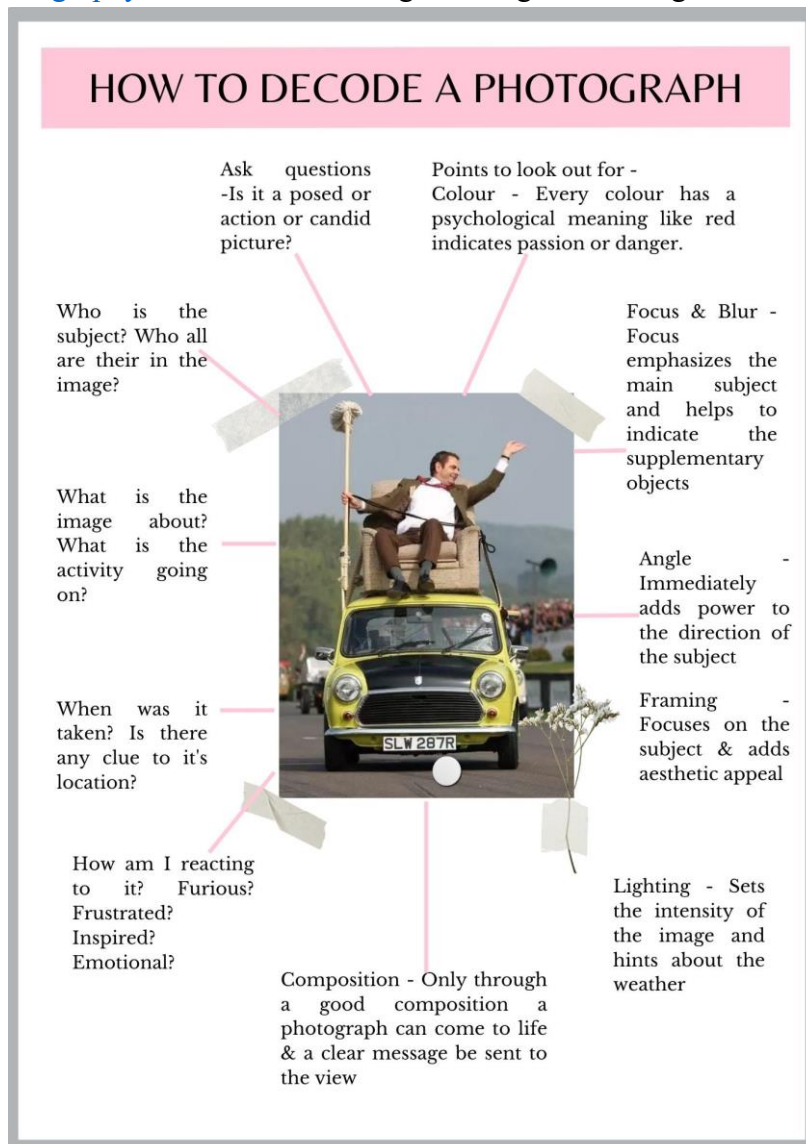 HOW TO DECODE A PHOTOGRAPH
Ask questions
-Is it a posed or
action or candid
picture?
Points to look out for -
Colour - Every colour has a
psychological meaning like red
indicates passion or danger.
Who is the
subject? Who all
are their in the
image?
Focus & Blur -
Focus
emphasizes the
main subject
and helps to
indicate the
supplementary
objects
What is the
image about?
What is the
activity going
on?
Angle -
Immediately
adds power to
the direction of
the subject
When was it
taken? Is there
any clue to it's
location?
Framing -
Focuses on the
subject & adds
aesthetic appeal
SLW 287R
How am I reacting
to it? Furious?
Frustrated?
Inspired?
Emotional?
Lighting - Sets
the intensity of
the image and
hints about the
weather
Composition - Only through
a good composition a
photograph can come to life
& a clear message be sent to
the view